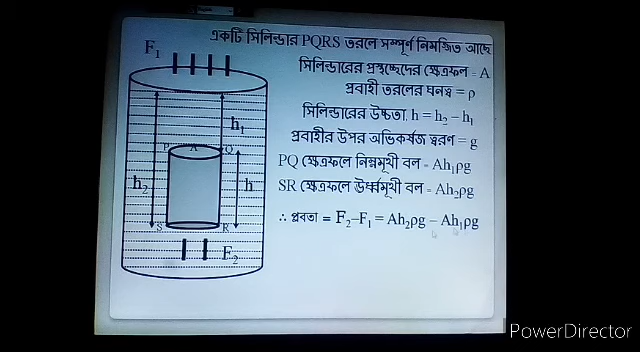 একটি সিলিন্ডার PQRS তরলে সম্পূর্ণ নিমজ্জিত আছে
সিলিন্ডারের প্রস্থচ্ছেদের ক্ষেত্রফল = A
প্রবাহী তরলের ঘনত্ব = ρ
সিলিন্ডারের উচ্চতা, h = h₂ – h₁
প্রবাহীর উপর অভিকর্ষজ ত্বরণ = g
PQ ক্ষেত্রফলে নিম্নমূখী বল = Ah₁ρg
SR ক্ষেত্রফলে উর্ধ্বমূখী বল = Ah₂ρg
∴ প্লবতা = F₂–F₁ = Ah₂ρg – Ah₁ρg
F₁
h₁
P A Q
h₂
h
S R
F₂
PowerDirector